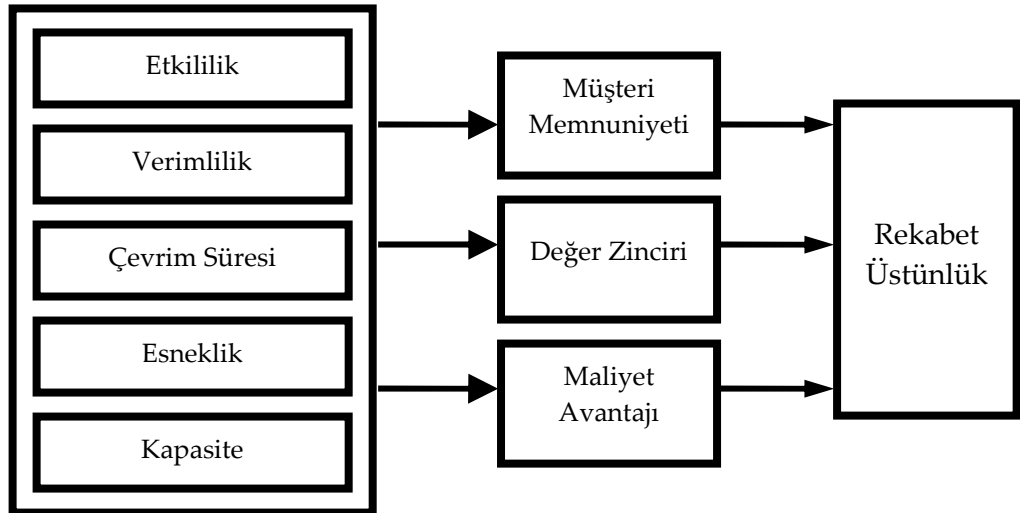 Etkililik
Verimlilik
Çevrim Süresi
Esneklik
Kapasite
Müşteri
Memnuniyeti
Değer Zinciri
Maliyet
Avantajı
Rekabet
Üstünlük